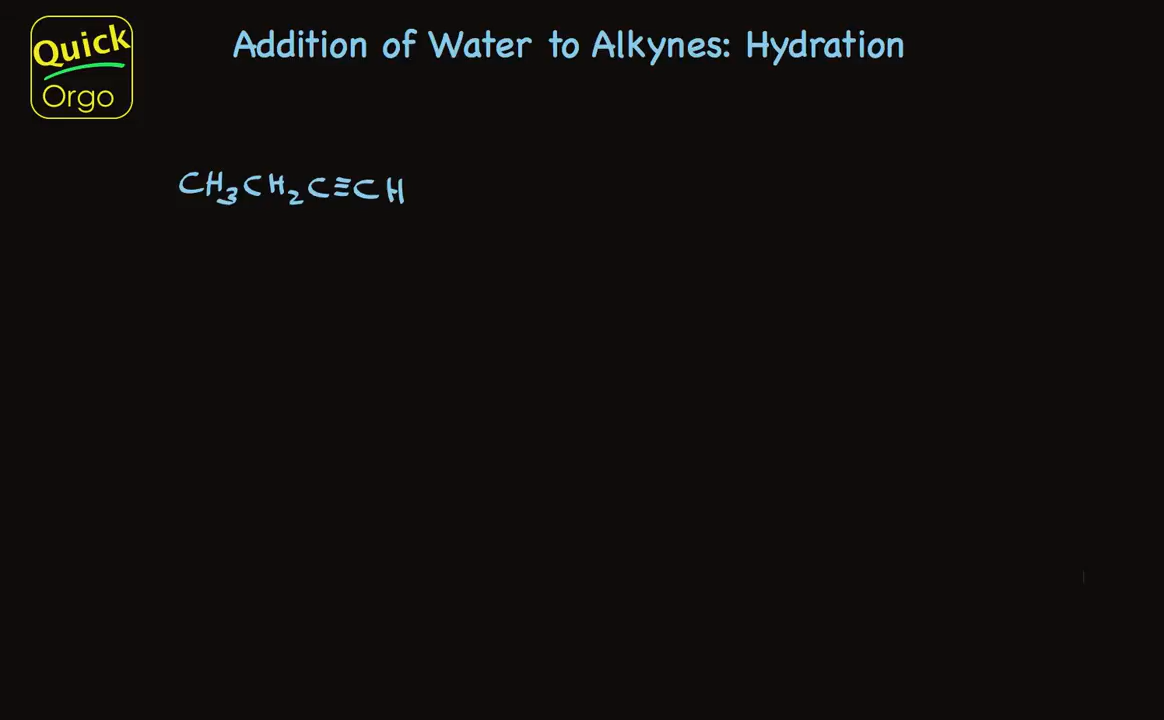 Quick
Orgo
Addition of Water to Alkynes: Hydration
CH₃CH₂C≡CH